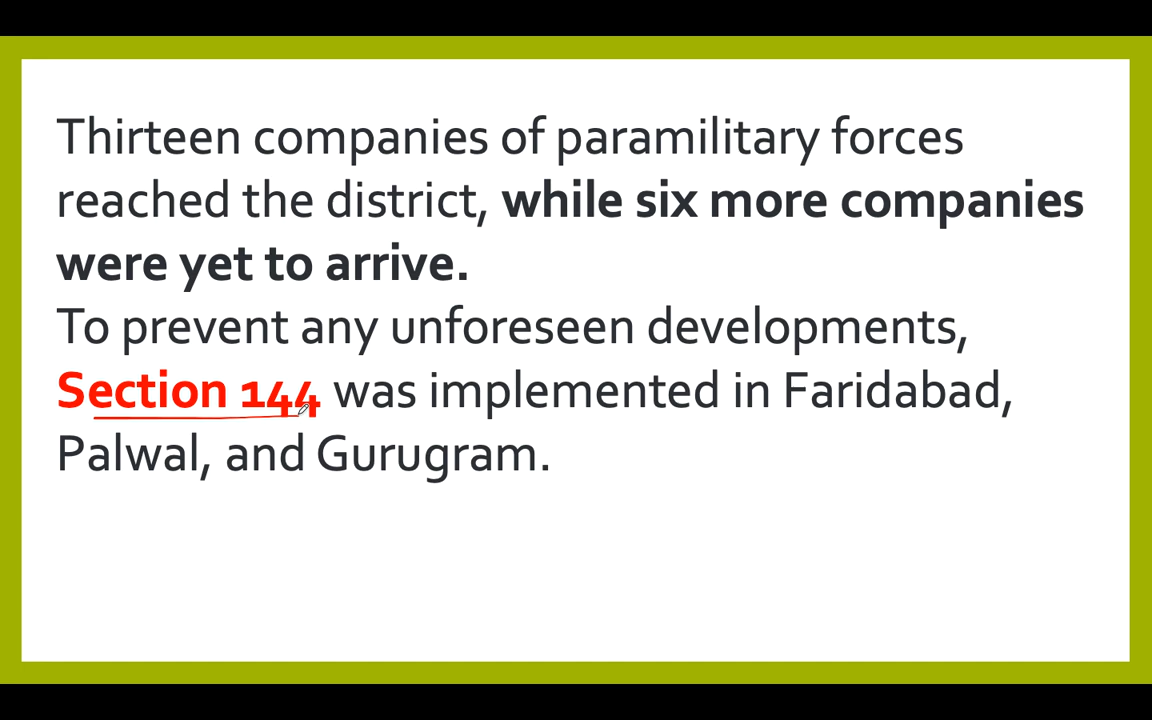 Thirteen companies of paramilitary forces
reached the district, while six more companies
were yet to arrive.
To prevent any unforeseen developments,
Section 144 was implemented in Faridabad,
Palwal, and Gurugram.